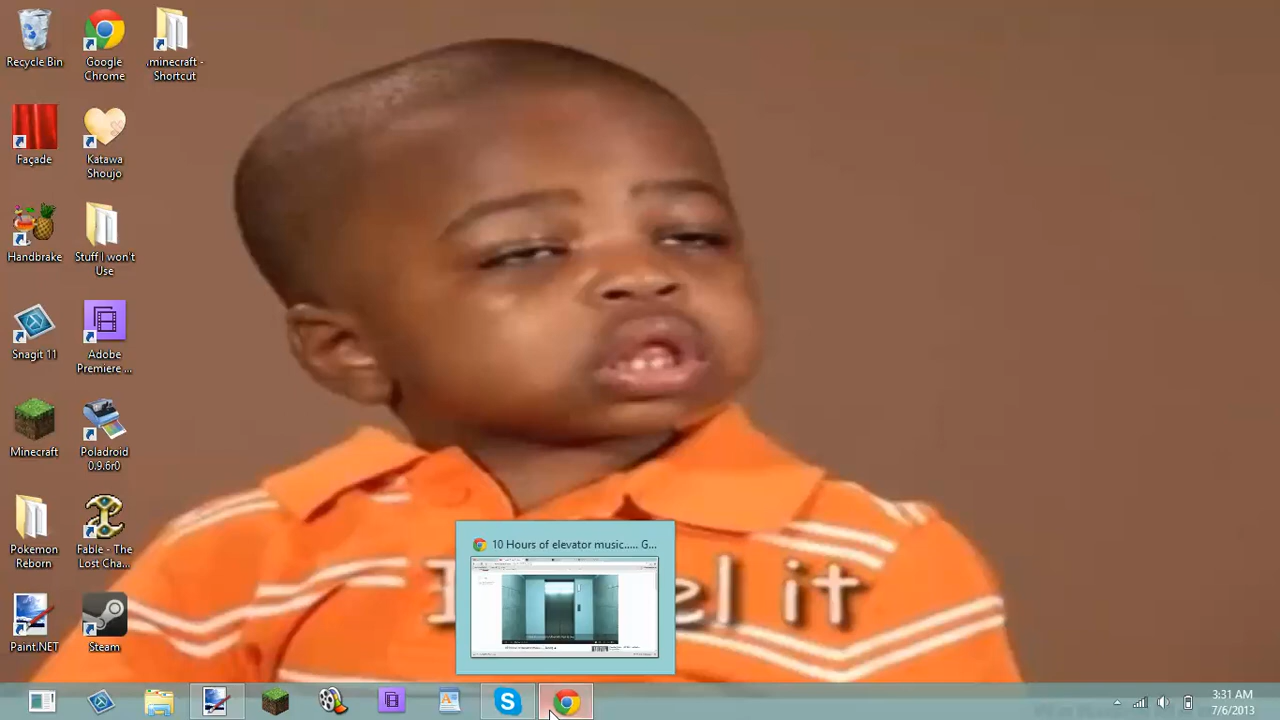 Recycle Bin
Google Chrome
.minecraft - Shortcut
Façade
Katawa Shoujo
Handbrake
Stuff I won't Use
Snagit 11
Adobe Premiere ...
Minecraft
Poladroid 0.9.6r0
Pokemon Reborn
Fable - The Lost Cha...
Paint.NET
Steam
10 Hours of elevator music..... G...
el it
3:31 AM
7/6/2013